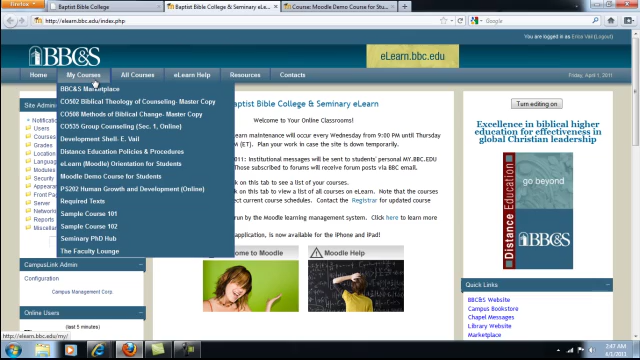 Firefox
Baptist Bible College
Baptist Bible College & Seminary eLe...
Course: Moodle Demo Course for Stu...
http://elearn.bbc.edu/index.php
Google
You are logged in as Erica Vail (Logout)
BBC&S
eLearn.bbc.edu
Home
My Courses
All Courses
eLearn Help
Resources
Contacts
Friday, April 1, 2011
BBC&S Marketplace
CO502 Biblical Theology of Counseling- Master Copy
CO508 Methods of Biblical Change- Master Copy
CO535 Group Counseling (Sec. 1, Online)
Development Shell- E. Vail
Distance Education Policies & Procedures
eLearn (Moodle) Orientation for Students
Moodle Demo Course for Students
PS202 Human Growth and Development (Online)
Required Texts
Sample Course 101
Sample Course 102
Seminary PhD Hub
The Faculty Lounge
Site Admin
Notificati
Users
Courses
Grades
Location
Language
Modules
Security
Appearan
Front Pag
Server
Networki
Reports
Miscellan
CampusLink Admin
Configuration
Campus Management Corp.
Online Users
(last 5 minutes)
aptist Bible College & Seminary eLearn
Welcome to Your Online Classrooms!
earn maintenance will occur every Wednesday from 9:00 PM until Thursday
PM (ET). Plan your work in case the site is down temporarily.
2011: Institutional messages will be sent to students' personal MY.BBC.EDU
Those subscribed to forums will receive forum posts via BBC email.
k on this tab to see a list of your courses.
k on this tab to view a list of all courses on eLearn. Note that the courses
ect current course schedules. Contact the Registrar for updated course
run by the Moodle learning management system. Click here to learn more
application, is now available for the iPhone and iPad!
me to Moodle
Moodle Help
Turn editing on
Excellence in biblical higher
education for effectiveness in
global Christian leadership
Distance Education
go beyond
BBC&S
Quick Links
BBC&S Website
Campus Bookstore
Chapel Messages
Library Website
Marketplace
http://elearn.bbc.edu/my/
2:47 AM
4/1/2011